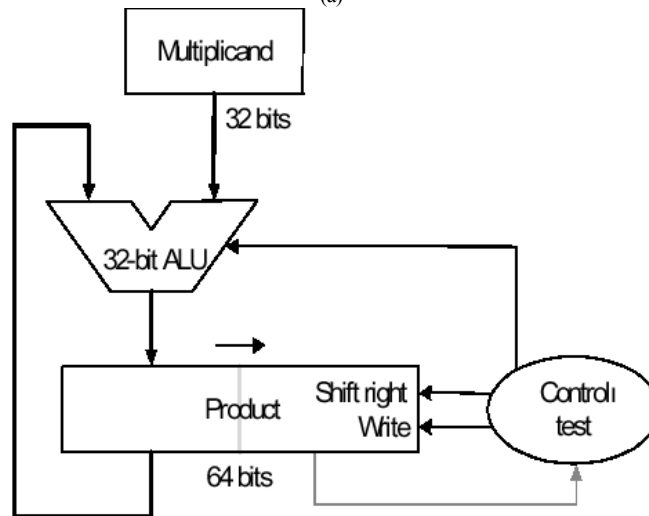 (a)
Multiplicand
32 bits
32-bit ALU
Product
Shift right
Write
64 bits
Control
test